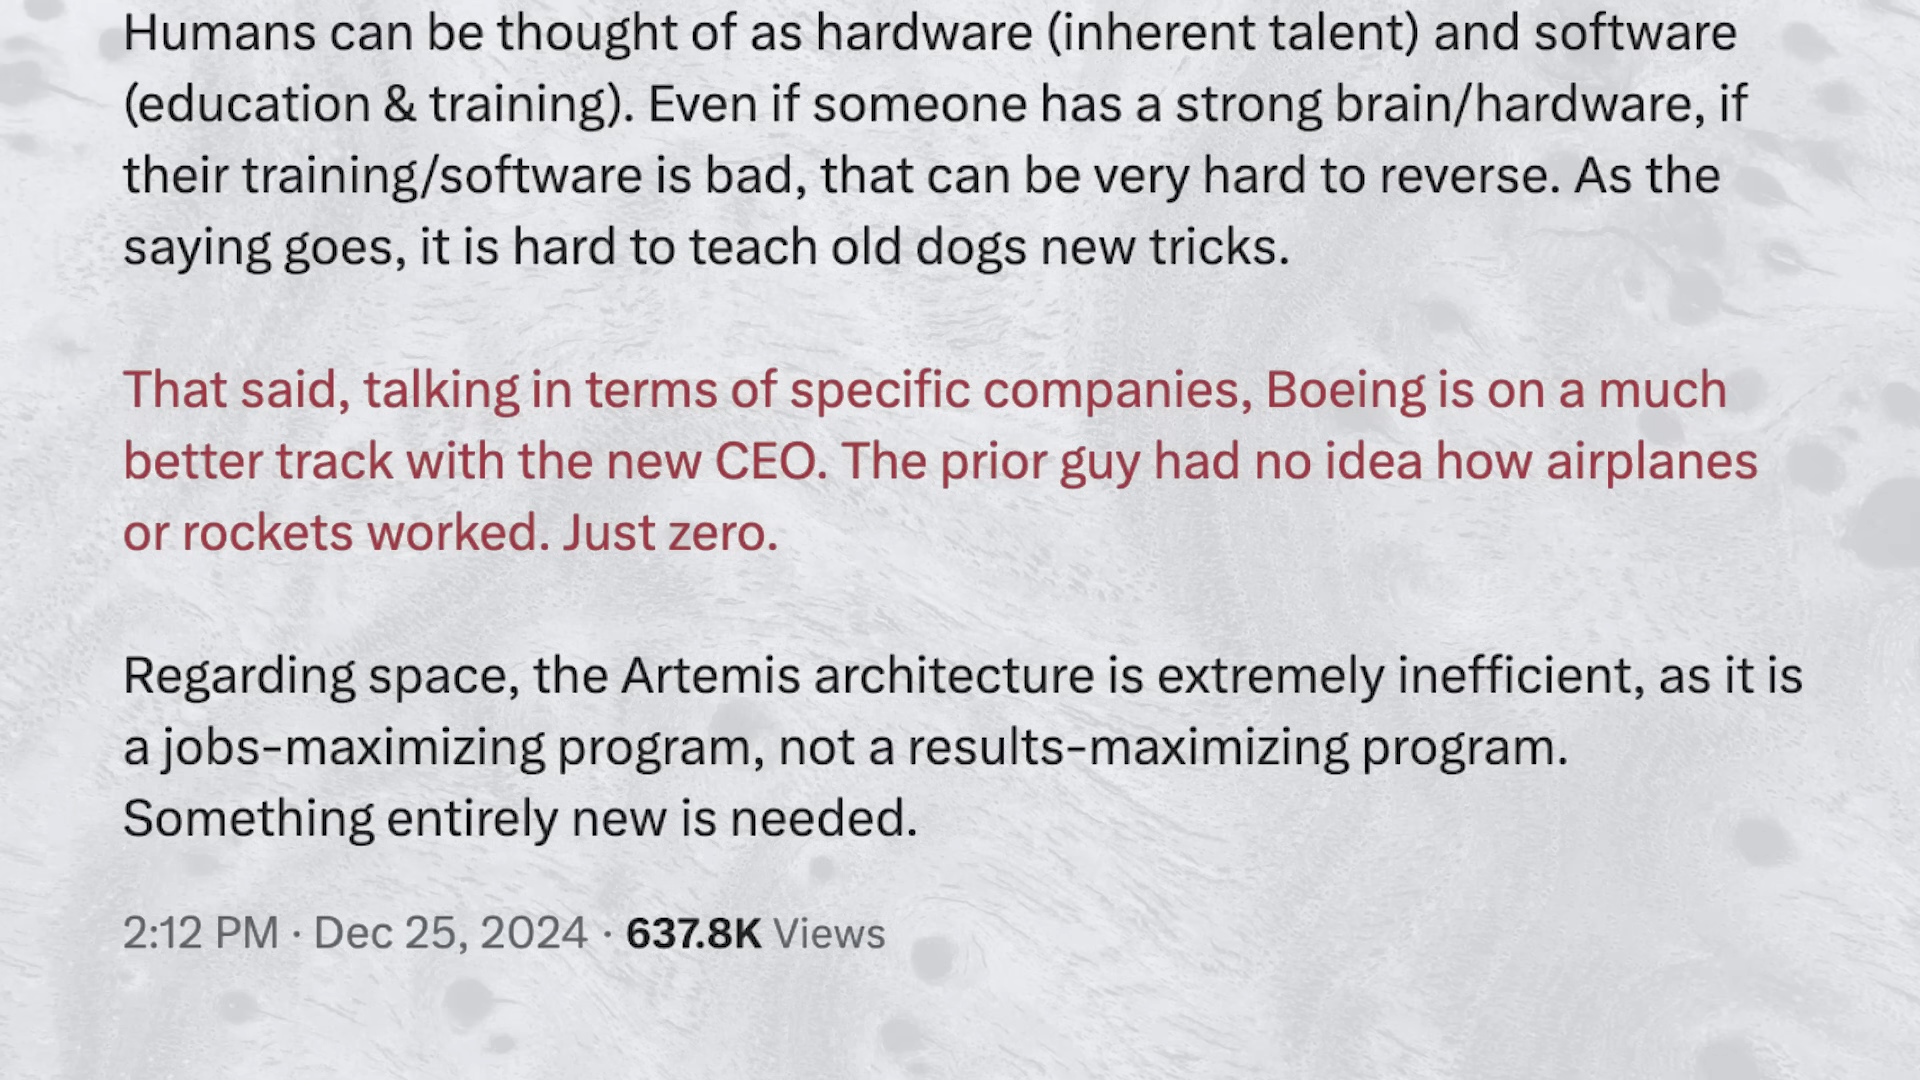 Humans can be thought of as hardware (inherent talent) and software
(education & training). Even if someone has a strong brain/hardware, if
their training/software is bad, that can be very hard to reverse. As the
saying goes, it is hard to teach old dogs new tricks.
That said, talking in terms of specific companies, Boeing is on a much
better track with the new CEO. The prior guy had no idea how airplanes
or rockets worked. Just zero.
Regarding space, the Artemis architecture is extremely inefficient, as it is
a jobs-maximizing program, not a results-maximizing program.
Something entirely new is needed.
2:12 PM · Dec 25, 2024 · 637.8K Views